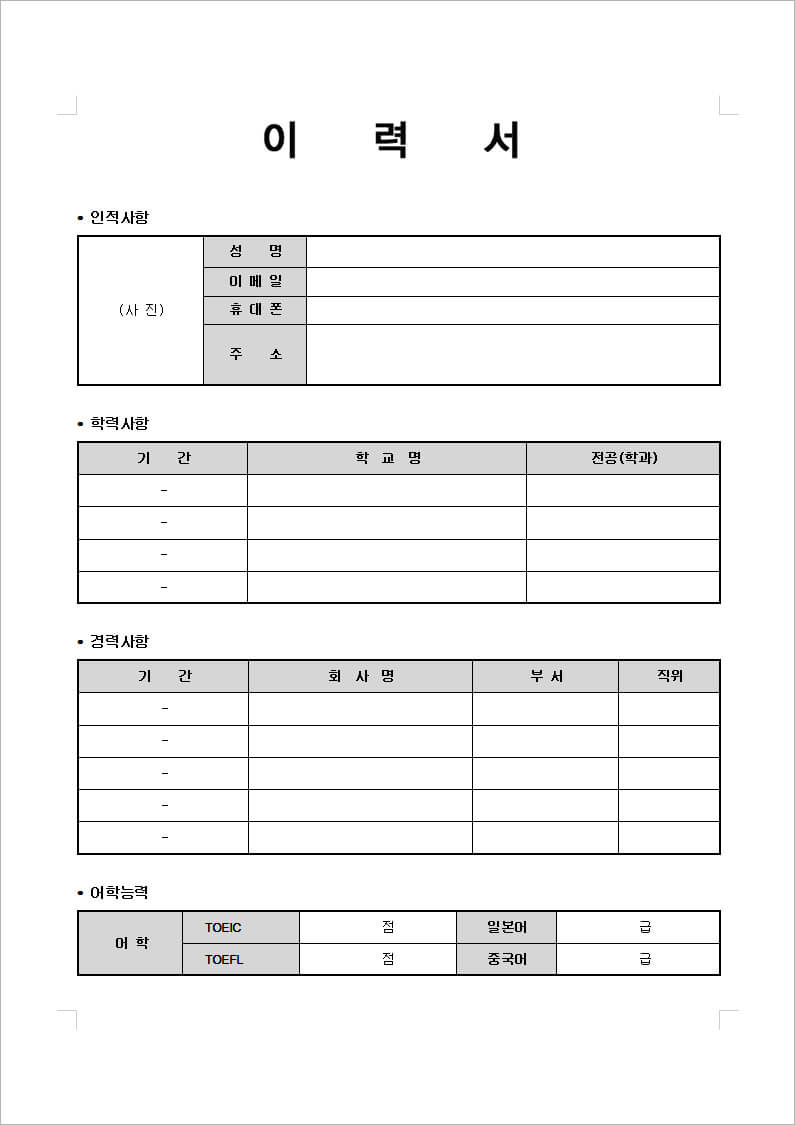 이 력 서
• 인적사항
(사 진)
성 명
이 메 일
휴 대 폰
주 소
• 학력사항
기 간 학 교 명 전공(학과)
-
-
-
-
• 경력사항
기 간 회 사 명 부 서 직위
-
-
-
-
-
• 어학능력
어 학
TOEIC 점 일본어 급
TOEFL 점 중국어 급